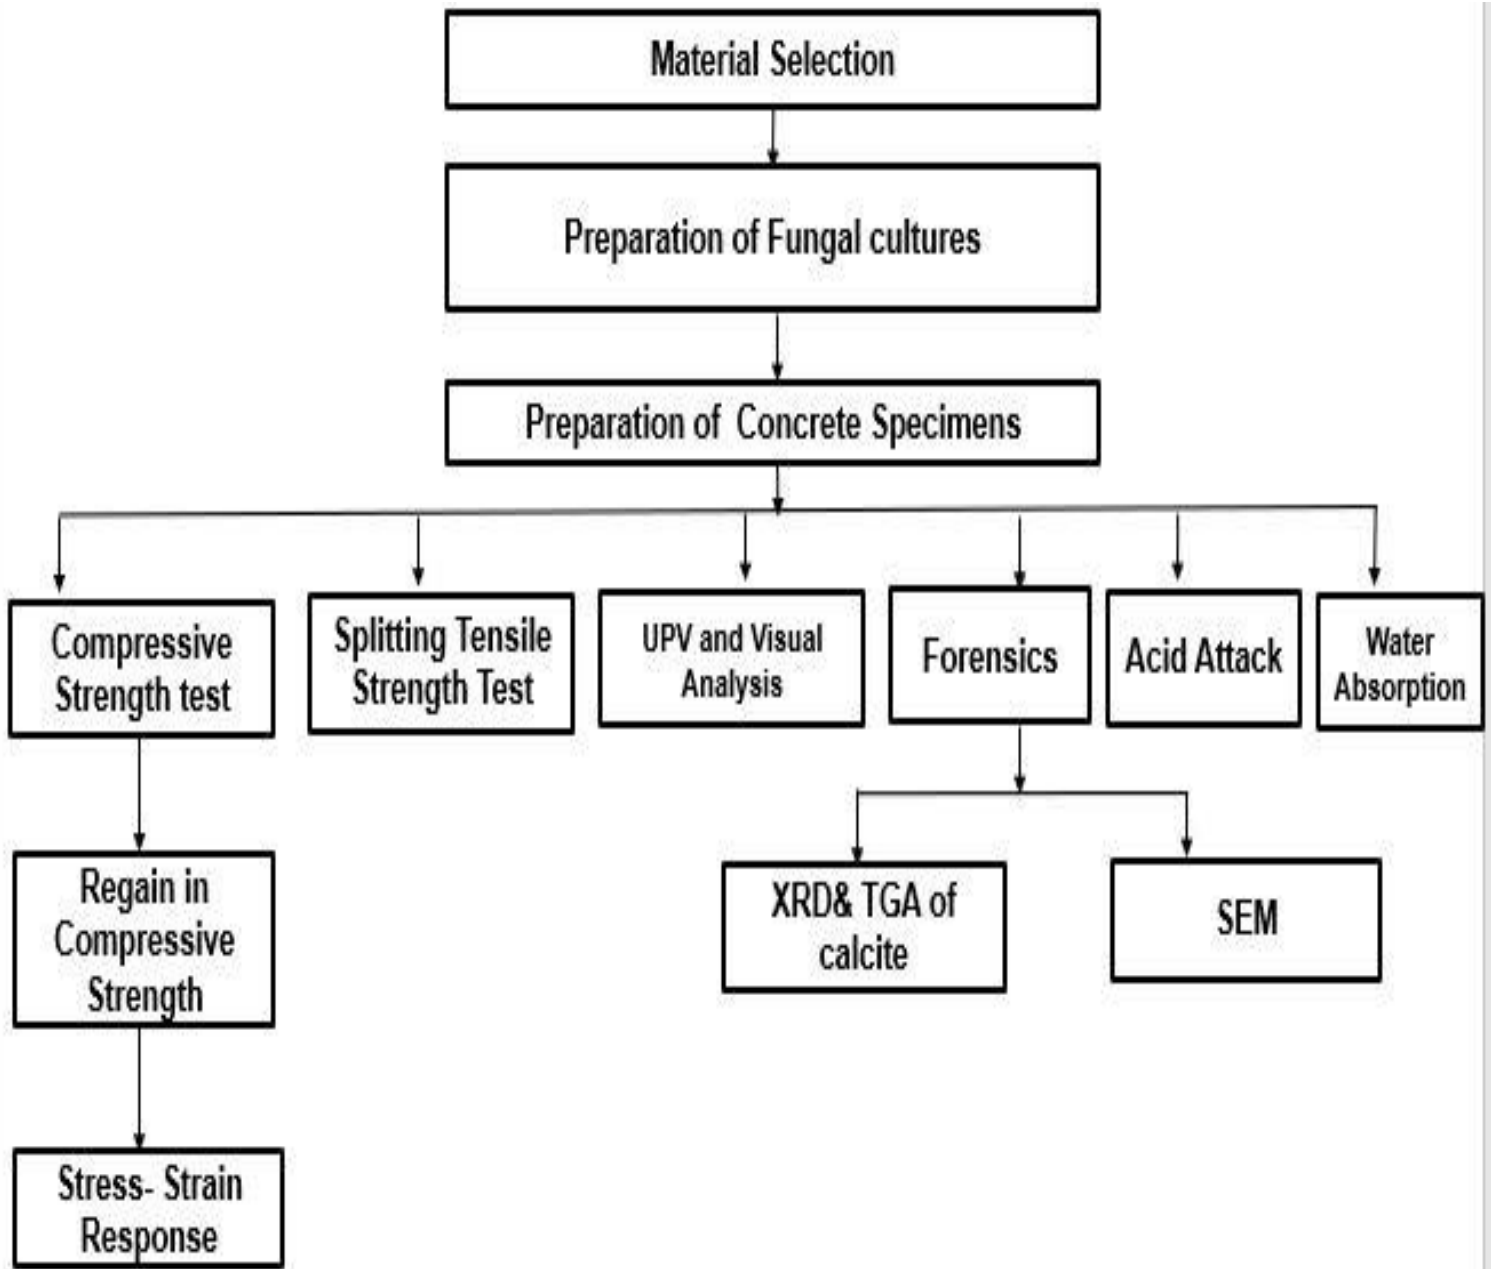 Material Selection
Preparation of Fungal cultures
Preparation of Concrete Specimens
Compressive
Strength test
Splitting Tensile
Strength Test
UPV and Visual
Analysis
Forensics
Acid Attack
Water
Absorption
Regain in
Compressive
Strength
XRD& TGA of
calcite
SEM
Stress- Strain
Response